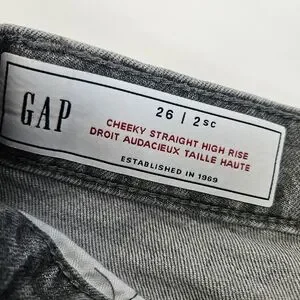 GAP
26 | 2sc
CHEEKY STRAIGHT HIGH RISE
DROIT AUDACIEUX TAILLE HAUTE
ESTABLISHED IN 1969